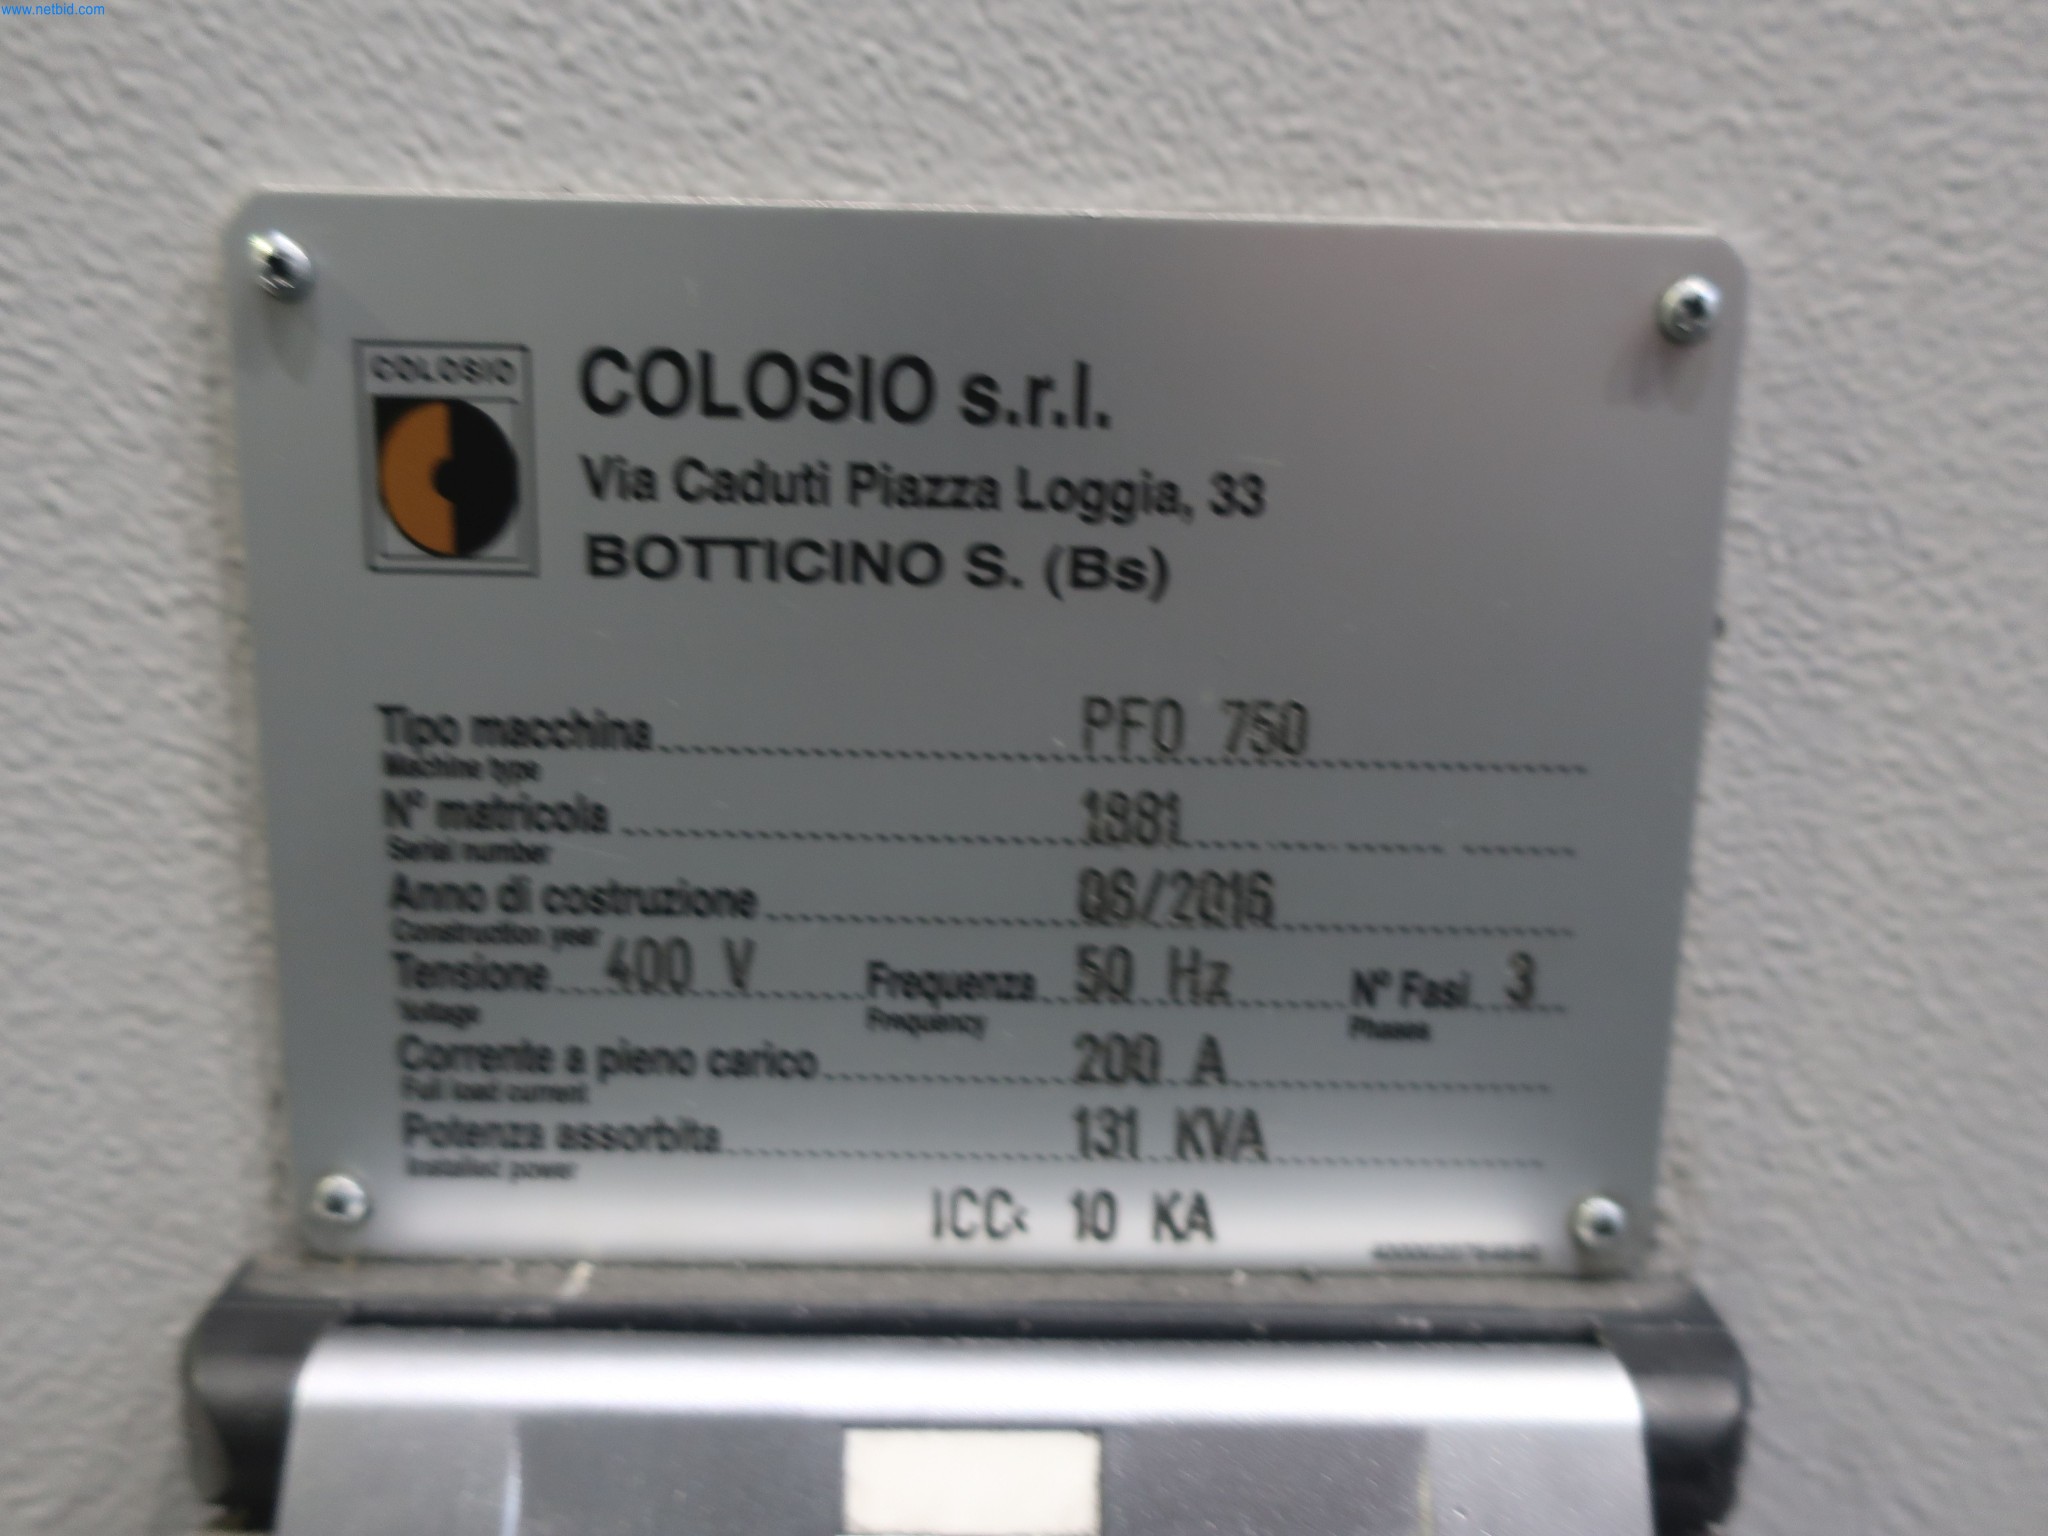 www.netbid.com
COLOSIO
COLOSIO s.r.l.
Via Caduti Piazza Loggia, 33
BOTTICINO S. (Bs)
Tipo macchina PFO 750
Machine type
N° matricola
Serial number
Anno di costruzione 06/2016
Construction year
Tensione 400 V Frequenza 50 Hz N° Fasi 3
Voltage Frequency Phases
Corrente a pieno carico 200 A
Full load current
Potenza assorbita 131 KVA
Installed power
ICC< 10 KA